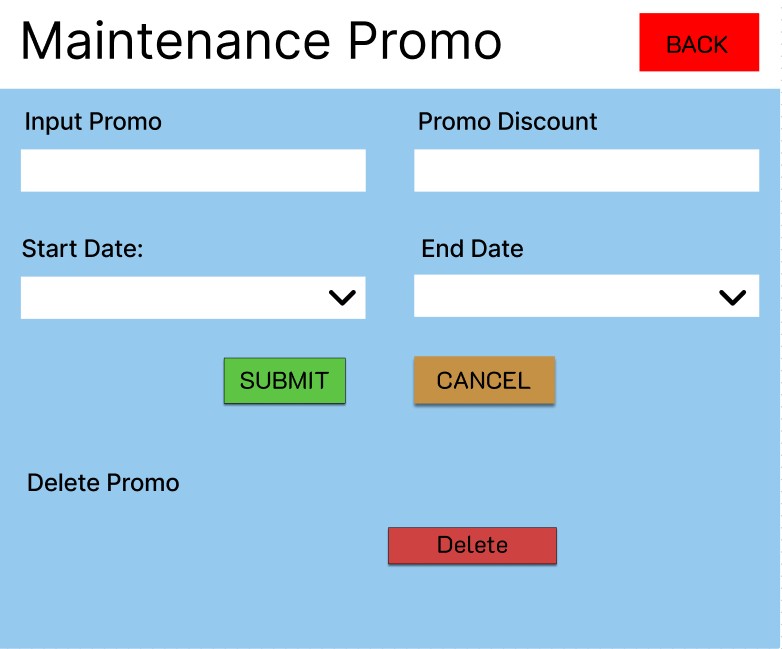 Maintenance Promo
BACK
Input Promo
Promo Discount
Start Date:
End Date
SUBMIT
CANCEL
Delete Promo
Delete